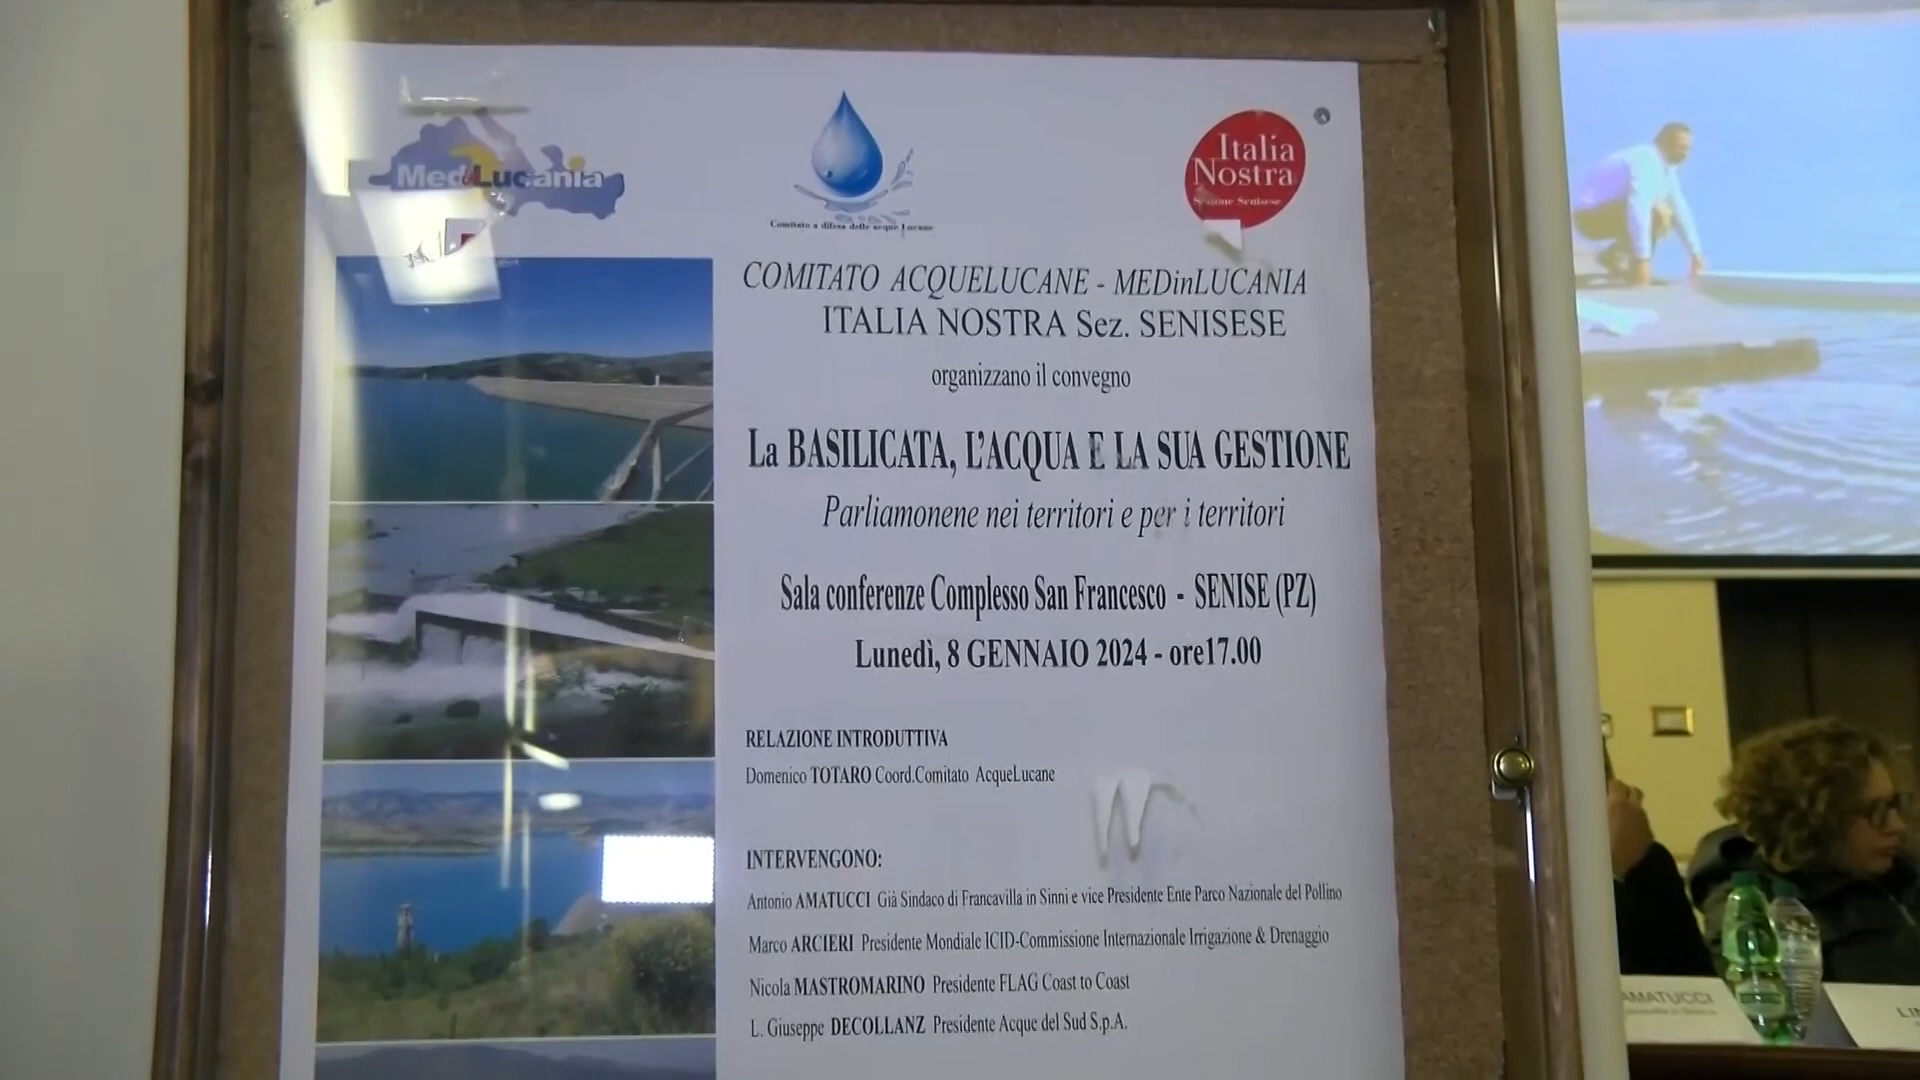 MedinLucania
Comitato a difesa delle acque Lucane
Italia
Nostra
Sezione Senisese
COMITATO ACQUELUCANE - MEDinLUCANIA
ITALIA NOSTRA Sez. SENISESE
organizzano il convegno
La BASILICATA, L'ACQUA E LA SUA GESTIONE
Parliamonene nei territori e per i territori
Sala conferenze Complesso San Francesco - SENISE (PZ)
Lunedì, 8 GENNAIO 2024 - ore17.00
RELAZIONE INTRODUTTIVA
Domenico TOTARO Coord.Comitato AcqueLucane
INTERVENGONO:
Antonio AMATUCCI Già Sindaco di Francavilla in Sinni e vice Presidente Ente Parco Nazionale del Pollino
Marco ARCIERI Presidente Mondiale ICID-Commissione Internazionale Irrigazione & Drenaggio
Nicola MASTROMARINO Presidente FLAG Coast to Coast
L. Giuseppe DECOLLANZ Presidente Acque del Sud S.p.A.
AMATUCCI